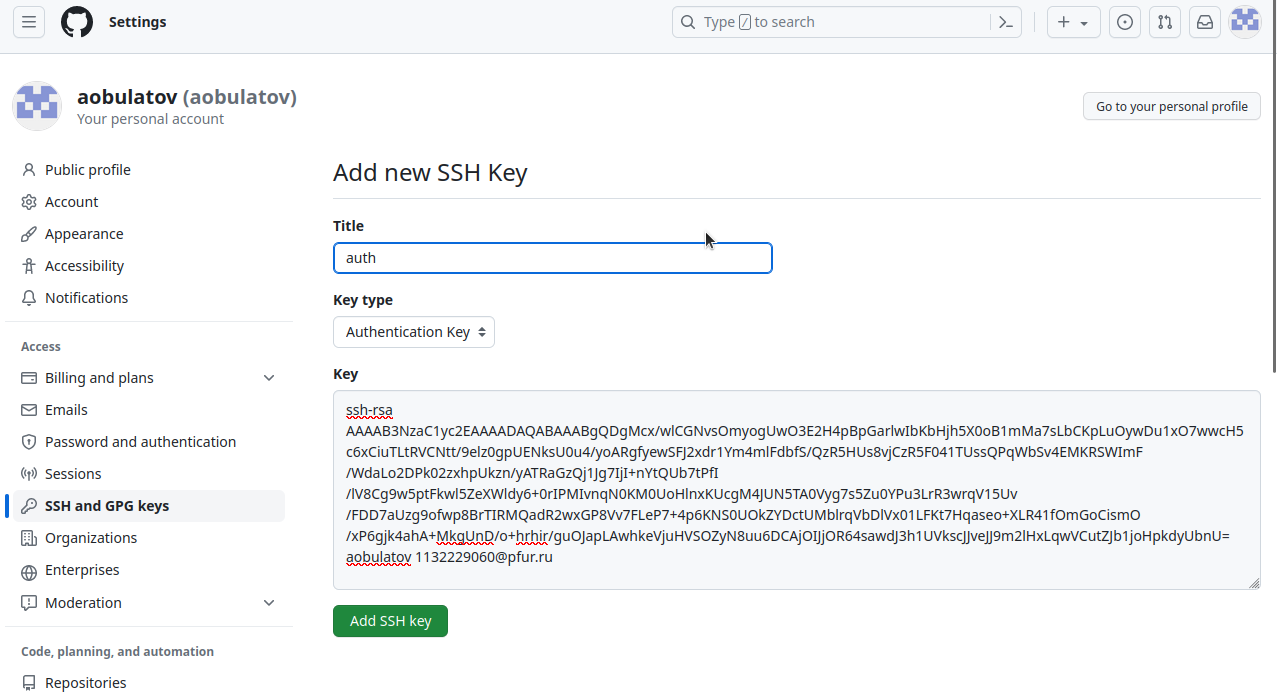 Settings
Type / to search
aobulatov (aobulatov)
Your personal account
Go to your personal profile
Public profile
Account
Appearance
Accessibility
Notifications
Access
Billing and plans
Emails
Password and authentication
Sessions
SSH and GPG keys
Organizations
Enterprises
Moderation
Code, planning, and automation
Repositories
Add new SSH Key
Title
auth
Key type
Authentication Key
Key
ssh-rsa
AAAAB3NzaC1yc2EAAAADAQABAAABgQDgMcx/wlCGNvsOmyogUwO3E2H4pBpGarlwIbKbHjh5X0oB1mMa7sLbCKpLuOywDu1xO7wwcH5
c6xCiuTLtRVCNtt/9elz0gpUENksU0u4/yoARgfyewSFJ2xdr1Ym4mlFdbfS/QzR5HUs8vjCzR5F041TUssQPqWbSv4EMKRSWImF
/WdaLo2DPk02zxhpUkzn/yATRaGzQj1Jg7IjI+nYtQUb7tPfI
/lV8Cg9w5ptFkwl5ZeXWldy6+0rIPMIvnqN0KM0UoHlnxKUcgM4JUN5TA0Vyg7s5Zu0YPu3LrR3wrqV15Uv
/FDD7aUzg9ofwp8BrTIRMQadR2wxGP8Vv7FLeP7+4p6KNS0UOkZYDctUMblrqVbDlVx01LFKt7Hqaseo+XLR41fOmGoCismO
/xP6gjk4ahA+MkgUnD/o+hrhir/guOJapLAwhkeVjuHVSOZyN8uu6DCAjOIJjOR64sawdJ3h1UVkscJJveJJ9m2lHxLqwVCutZJb1joHpkdyUbnU=
aobulatov 1132229060@pfur.ru
Add SSH key